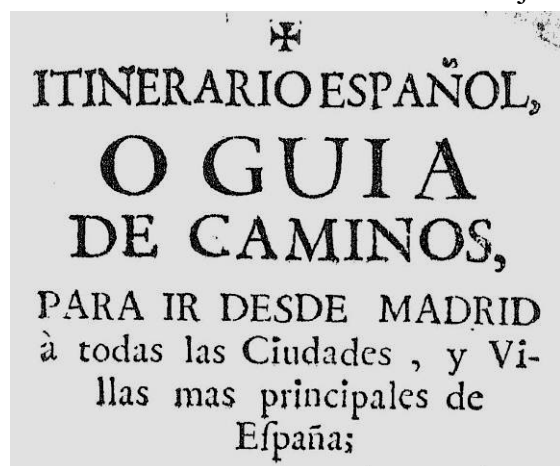 ✠
ITINERARIO ESPAÑOL,
O GUIA
DE CAMINOS,
PARA IR DESDE MADRID
à todas las Ciudades , y Vi-
llas mas principales de
Eſpaña;